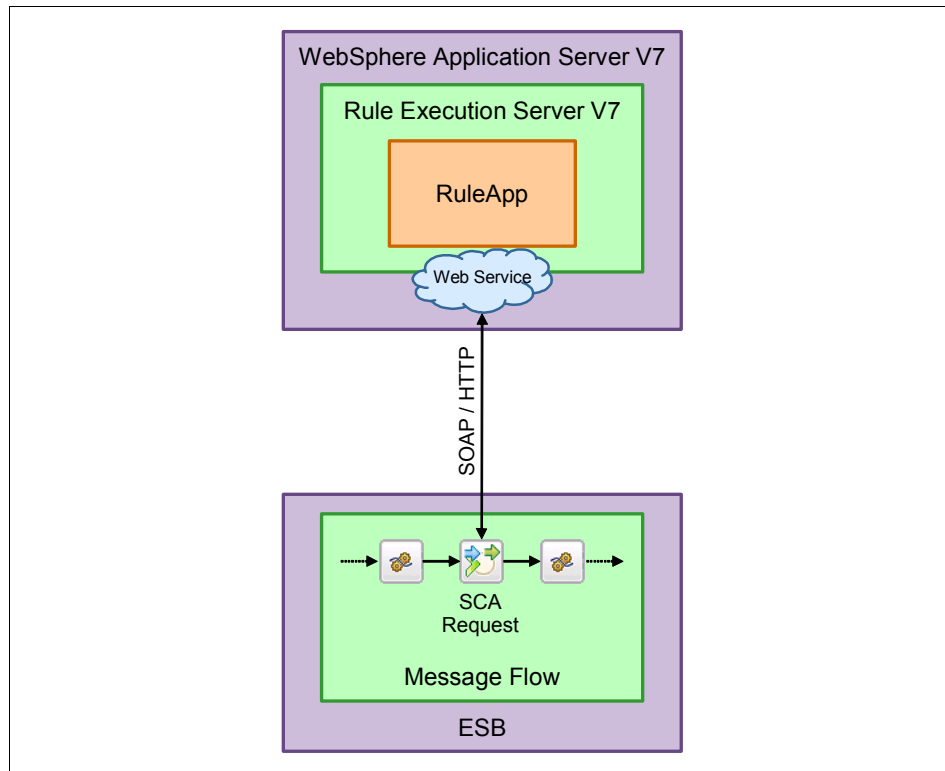 WebSphere Application Server V7
Rule Execution Server V7
RuleApp
Web Service
SOAP / HTTP
SCA
Request
Message Flow
ESB